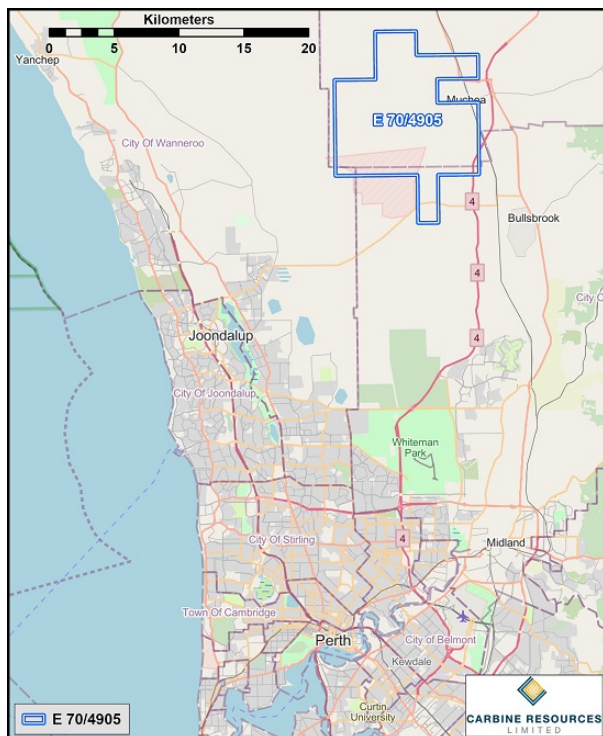 Kilometers
0 5 10 15 20
Yanchep
Muchea
E 70/4905
City Of Wanneroo
4
Bullsbrook
4
City O
4
Joondalup
City Of Joondalup
Whiteman
Park
4
City Of Stirling
Midland
Town Of Cambridge
Perth
City of Belmont
Kewdale
Curtin
University
E 70/4905
CARBINE RESOURCES
LIMITED